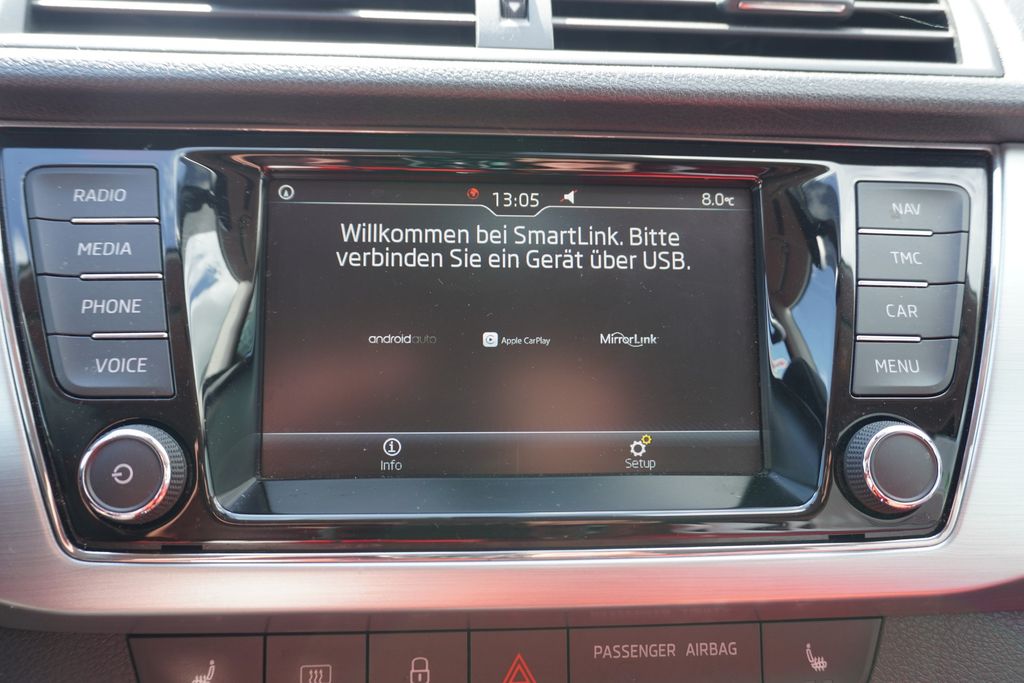 RADIO
MEDIA
PHONE
VOICE
13:05
8.0°C
Willkommen bei SmartLink. Bitte
verbinden Sie ein Gerät über USB.
androidauto
Apple CarPlay
MirrorLink
Info
Setup
NAV
TMC
CAR
MENU
PASSENGER AIRBAG